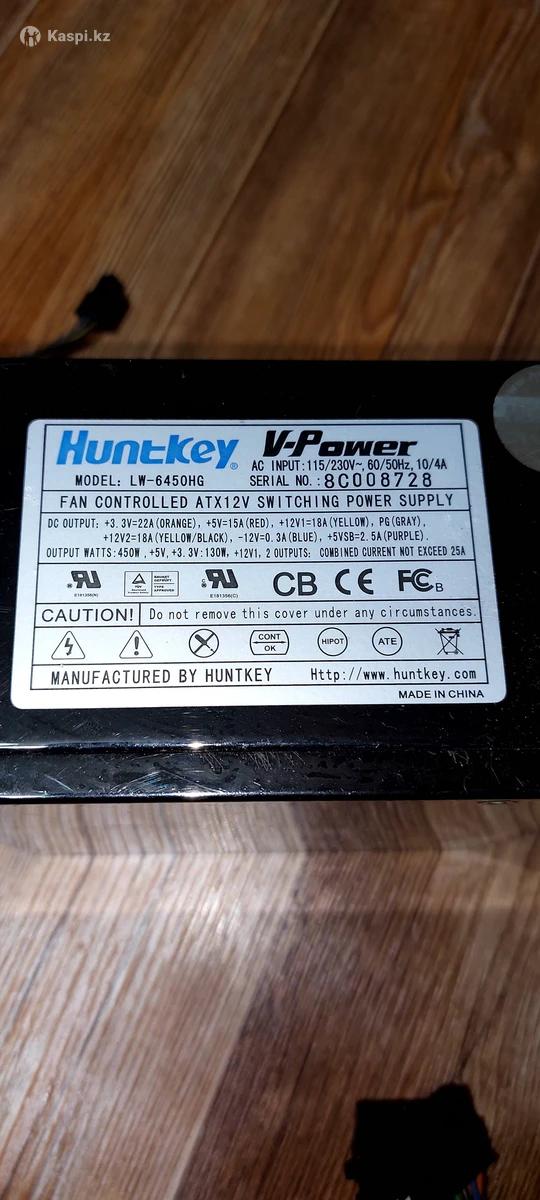 Kaspi.kz
Huntkey® V-Power
AC INPUT:115/230V~, 60/50Hz, 10/4A
MODEL: LW-6450HG SERIAL NO.:8C008728
FAN CONTROLLED ATX12V SWITCHING POWER SUPPLY
DC OUTPUT: +3.3V=22A(ORANGE), +5V=15A(RED), +12V1=18A(YELLOW), PG(GRAY),
+12V2=18A(YELLOW/BLACK), -12V=0.3A(BLUE), +5VSB=2.5A(PURPLE).
OUTPUT WATTS:450W,+5V,+3.3V:130W, +12V1, 2 OUTPUTS: COMBINED CURRENT NOT EXCEED 25A
CB CE FC B
E181356(N) E181356(C)
CAUTION! Do not remove this cover under any circumstances.
CONT OK HIPOT ATE
MANUFACTURED BY HUNTKEY Http://www.huntkey.com
MADE IN CHINA